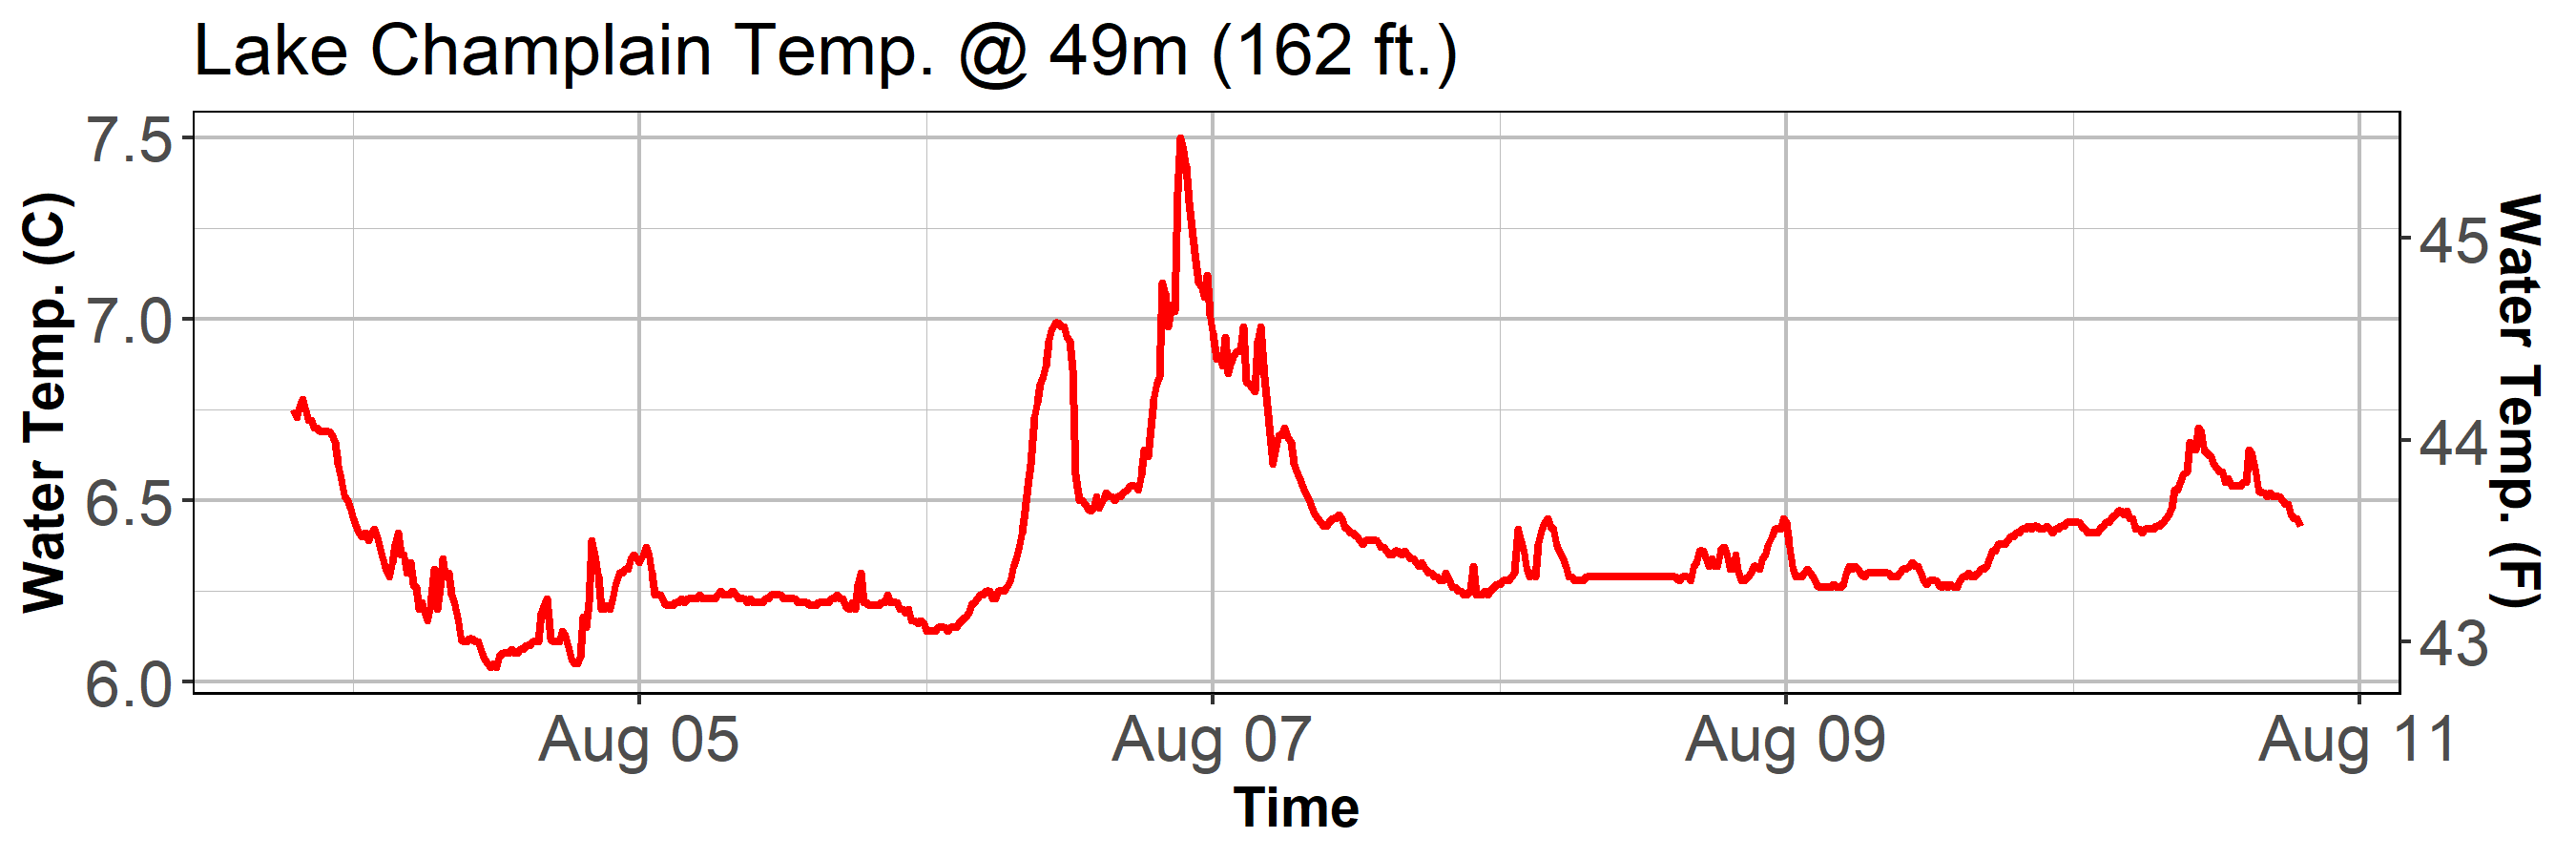 Lake Champlain Temp. @ 49m (162 ft.)
Water Temp. (C)
7.5
7.0
6.5
6.0
45
44
43
Water Temp. (F)
Aug 05 Aug 07 Aug 09 Aug 11
Time